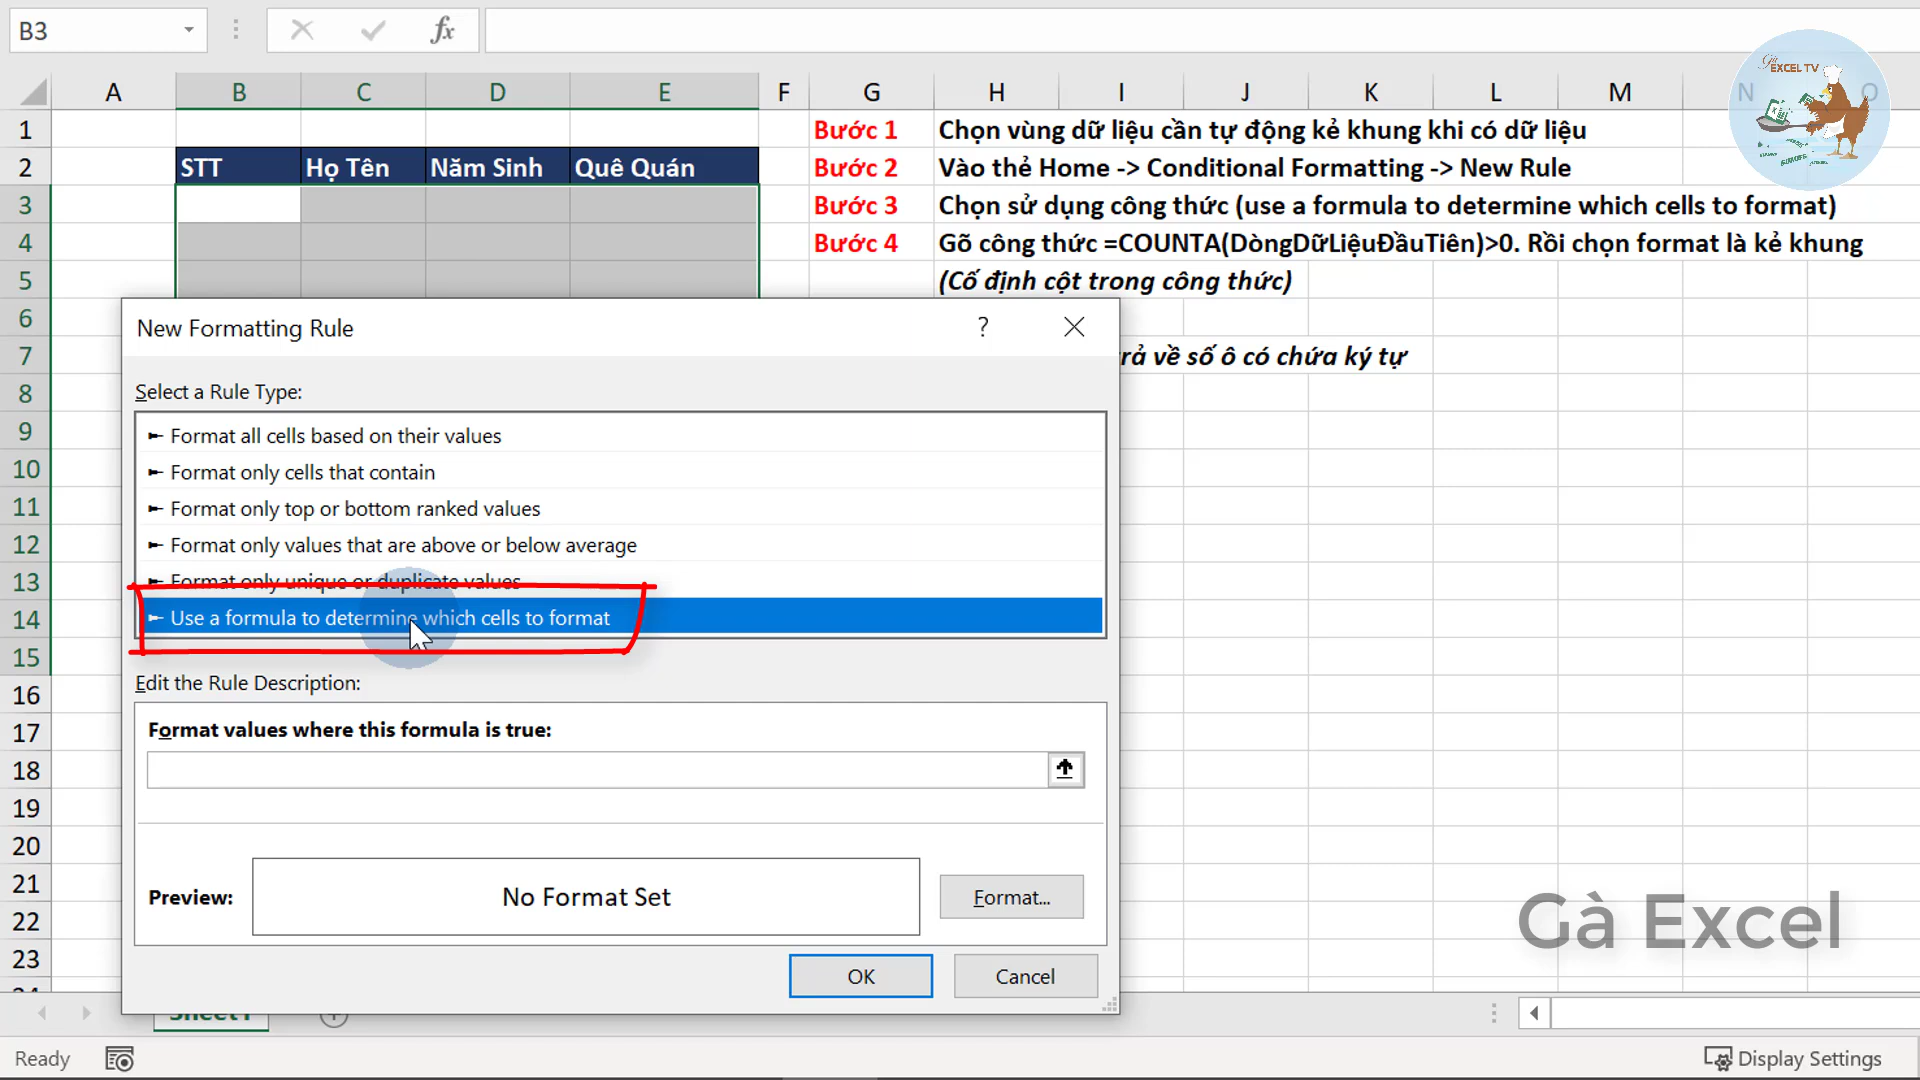 B3
fx
EXCEL TV
A B C D E F G H I J K L M N O
1 Bước 1 Chọn vùng dữ liệu cần tự động kẻ khung khi có dữ liệu
2 STT Họ Tên Năm Sinh Quê Quán Bước 2 Vào thẻ Home -> Conditional Formatting -> New Rule
3 Bước 3 Chọn sử dụng công thức (use a formula to determine which cells to format)
4 Bước 4 Gõ công thức =COUNTA(DòngDữLiệuĐầuTiên)>0. Rồi chọn format là kẻ khung
5 (Cố định cột trong công thức)
6
7 trả về số ô có chứa ký tự
8
9
10
11
12
13
14
15
16
17
18
19
20
21
22
23
24
New Formatting Rule
?
Select a Rule Type:
Format all cells based on their values
Format only cells that contain
Format only top or bottom ranked values
Format only values that are above or below average
Format only unique or duplicate values
Use a formula to determine which cells to format
Edit the Rule Description:
Format values where this formula is true:
Preview: No Format Set Format...
OK Cancel
Gà Excel
Sheet1
Ready
Display Settings